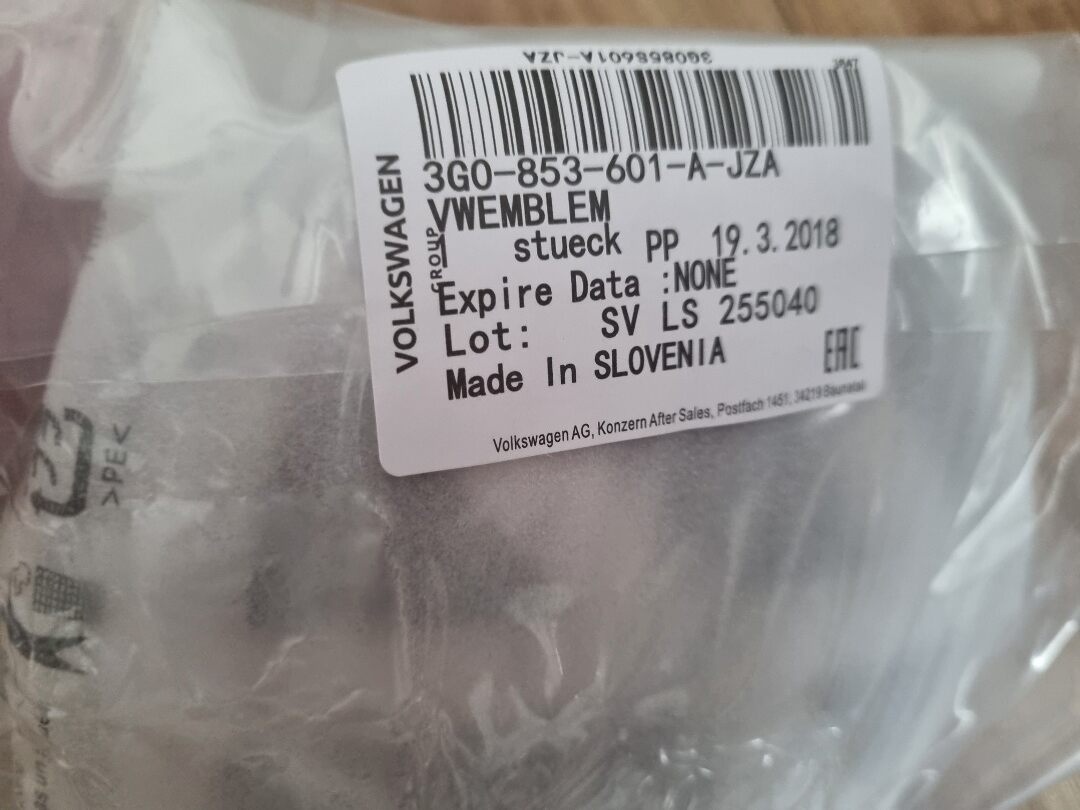 3G0868601A-JZA
3G0-853-601-A-JZA
VWEMBLEM
1 stueck PP 19.3.2018
Expire Data :NONE
Lot: SV LS 255040
Made In SLOVENIA
EAC
Volkswagen AG, Konzern After Sales, Postfach 1451, 34219 Baunatal
VOLKSWAGEN
GROUP
>PE<